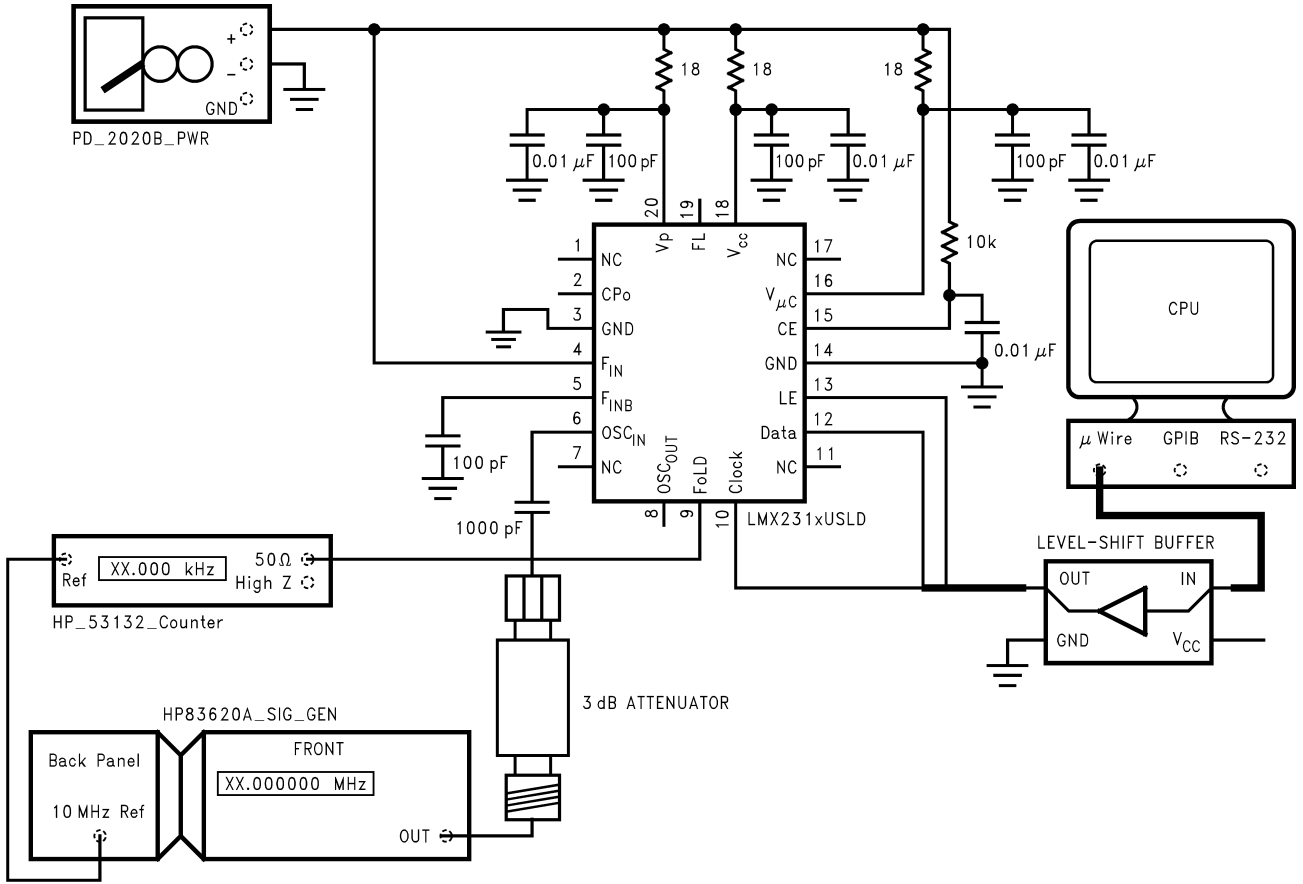 +
−
GND
PD_2020B_PWR
18
18
18
0.01 µF
100 pF
100 pF
0.01 µF
100 pF
0.01 µF
20
19
18
Vp
FL
Vcc
1
NC
2
CPo
3
GND
4
FIN
5
FINB
6
OSCIN
7
NC
NC
17
VµC
16
CE
15
GND
14
LE
13
Data
12
NC
11
OSCOUT
FoLD
Clock
8
9
10
LMX231xUSLD
10k
0.01 µF
100 pF
1000 pF
CPU
µ Wire
GPIB
RS-232
LEVEL-SHIFT BUFFER
OUT
IN
GND
VCC
Ref
XX.000 kHz
50Ω
High Z
HP_53132_Counter
3 dB ATTENUATOR
HP83620A_SIG_GEN
Back Panel
10 MHz Ref
FRONT
XX.000000 MHz
OUT